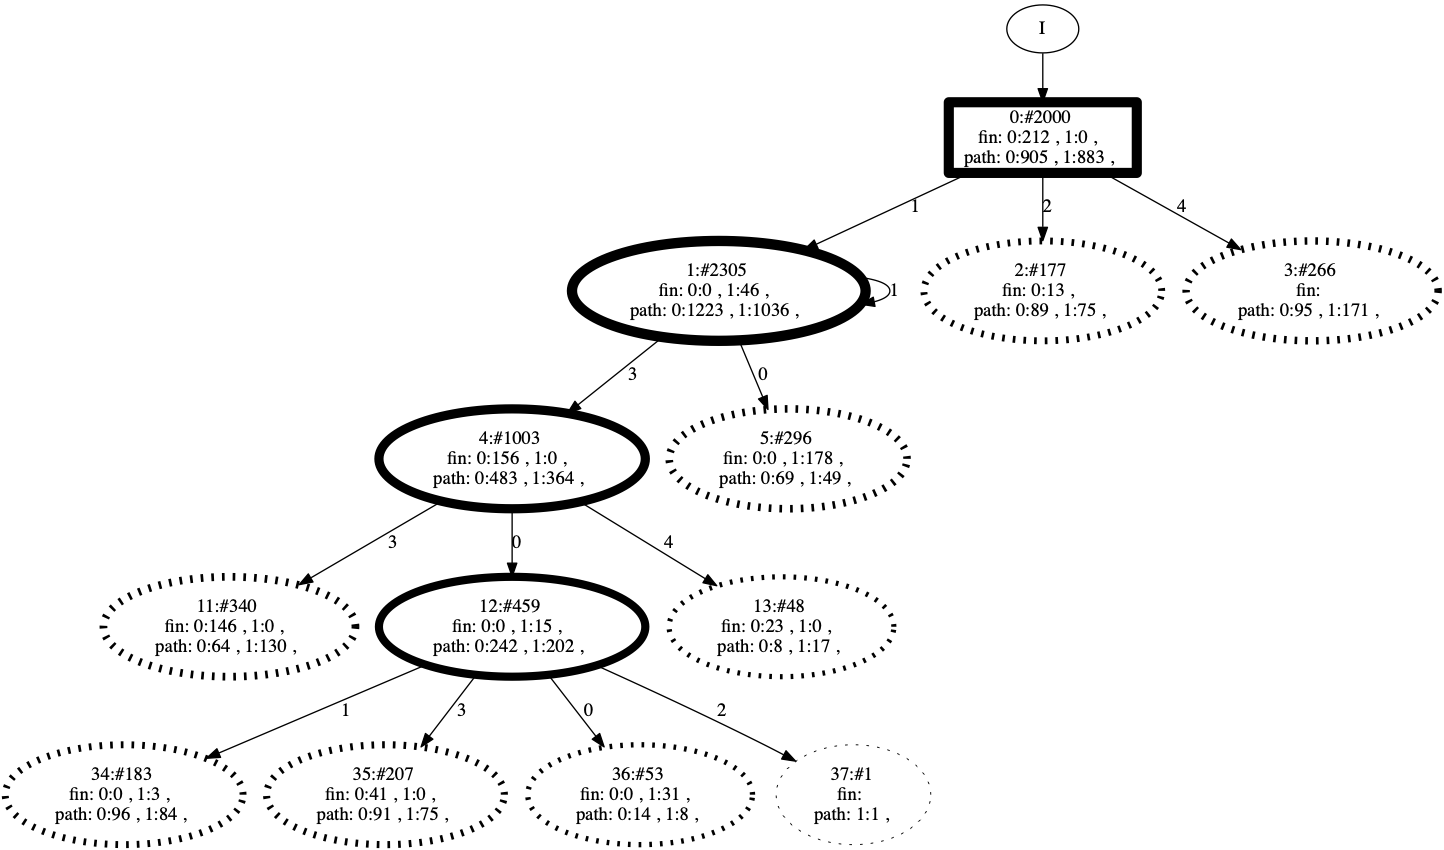 I
0:#2000
fin: 0:212 , 1:0 ,
path: 0:905 , 1:883 ,
1
2
4
1:#2305
fin: 0:0 , 1:46 ,
path: 0:1223 , 1:1036 ,
1
2:#177
fin: 0:13 ,
path: 0:89 , 1:75 ,
3:#266
fin:
path: 0:95 , 1:171 ,
3
0
4:#1003
fin: 0:156 , 1:0 ,
path: 0:483 , 1:364 ,
5:#296
fin: 0:0 , 1:178 ,
path: 0:69 , 1:49 ,
3
0
4
11:#340
fin: 0:146 , 1:0 ,
path: 0:64 , 1:130 ,
12:#459
fin: 0:0 , 1:15 ,
path: 0:242 , 1:202 ,
13:#48
fin: 0:23 , 1:0 ,
path: 0:8 , 1:17 ,
1
3
0
2
34:#183
fin: 0:0 , 1:3 ,
path: 0:96 , 1:84 ,
35:#207
fin: 0:41 , 1:0 ,
path: 0:91 , 1:75 ,
36:#53
fin: 0:0 , 1:31 ,
path: 0:14 , 1:8 ,
37:#1
fin:
path: 1:1 ,